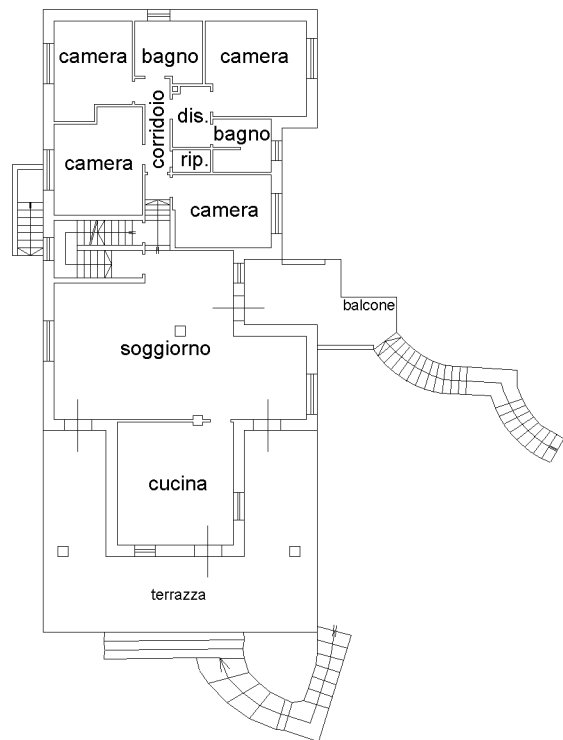 camera
bagno
camera
corridoio
dis.
bagno
camera
rip.
camera
balcone
soggiorno
cucina
terrazza